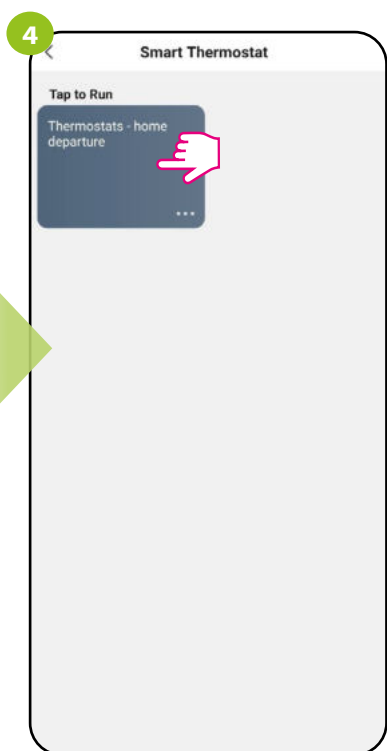 4
Smart Thermostat
Tap to Run
Thermostats - home
departure